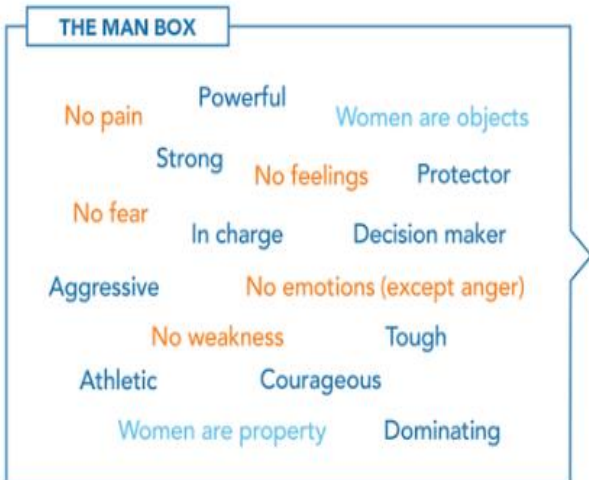 THE MAN BOX
Powerful
No pain
Women are objects
Strong
No feelings
Protector
No fear
In charge
Decision maker
Aggressive
No emotions (except anger)
No weakness
Tough
Athletic
Courageous
Women are property
Dominating